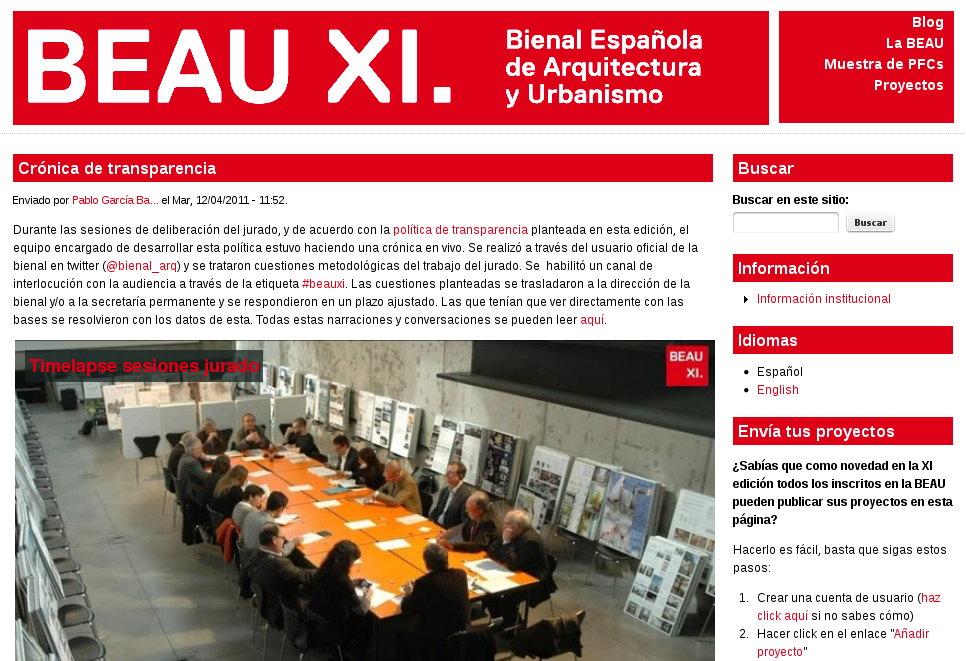 BEAU XI.
Bienal Española
de Arquitectura
y Urbanismo
Blog
La BEAU
Muestra de PFCs
Proyectos
Crónica de transparencia
Enviado por Pablo García Ba... el Mar, 12/04/2011 - 11:52.
Durante las sesiones de deliberación del jurado, y de acuerdo con la política de transparencia planteada en esta edición, el
equipo encargado de desarrollar esta política estuvo haciendo una crónica en vivo. Se realizó a través del usuario oficial de la
bienal en twitter (@bienal_arq) y se trataron cuestiones metodológicas del trabajo del jurado. Se habilitó un canal de
interlocución con la audiencia a través de la etiqueta #beauxi. Las cuestiones planteadas se trasladaron a la dirección de la
bienal y/o a la secretaría permanente y se respondieron en un plazo ajustado. Las que tenían que ver directamente con las
bases se resolvieron con los datos de esta. Todas estas narraciones y conversaciones se pueden leer aquí.
Timelapse sesiones jurado
BEAU
XI.
Buscar
Buscar en este sitio:
Buscar
Información
Información institucional
Idiomas
Español
English
Envía tus proyectos
¿Sabías que como novedad en la XI
edición todos los inscritos en la BEAU
pueden publicar sus proyectos en esta
página?
Hacerlo es fácil, basta que sigas estos
pasos:
1. Crear una cuenta de usuario (haz
click aquí si no sabes cómo)
2. Hacer click en el enlace "Añadir
proyecto"